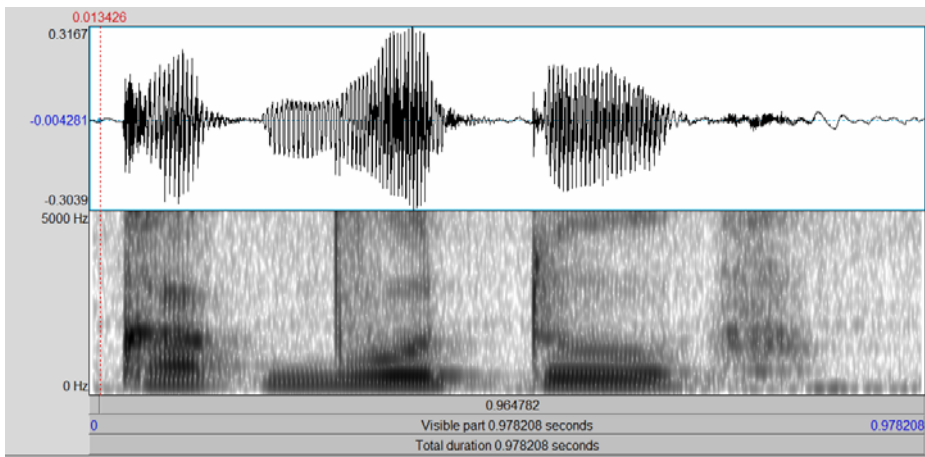 0.013426
0.3167
-0.004281
-0.3039
5000 Hz
0 Hz
0.964782
0 Visible part 0.978208 seconds 0.978208
Total duration 0.978208 seconds